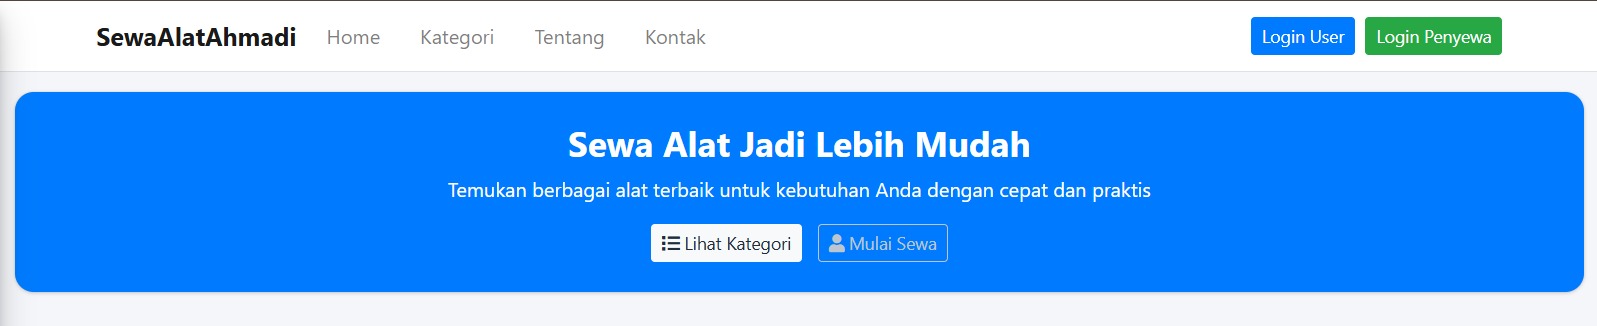 SewaAlatAhmadi Home Kategori Tentang Kontak Login User Login Penyewa
Sewa Alat Jadi Lebih Mudah
Temukan berbagai alat terbaik untuk kebutuhan Anda dengan cepat dan praktis
Lihat Kategori Mulai Sewa